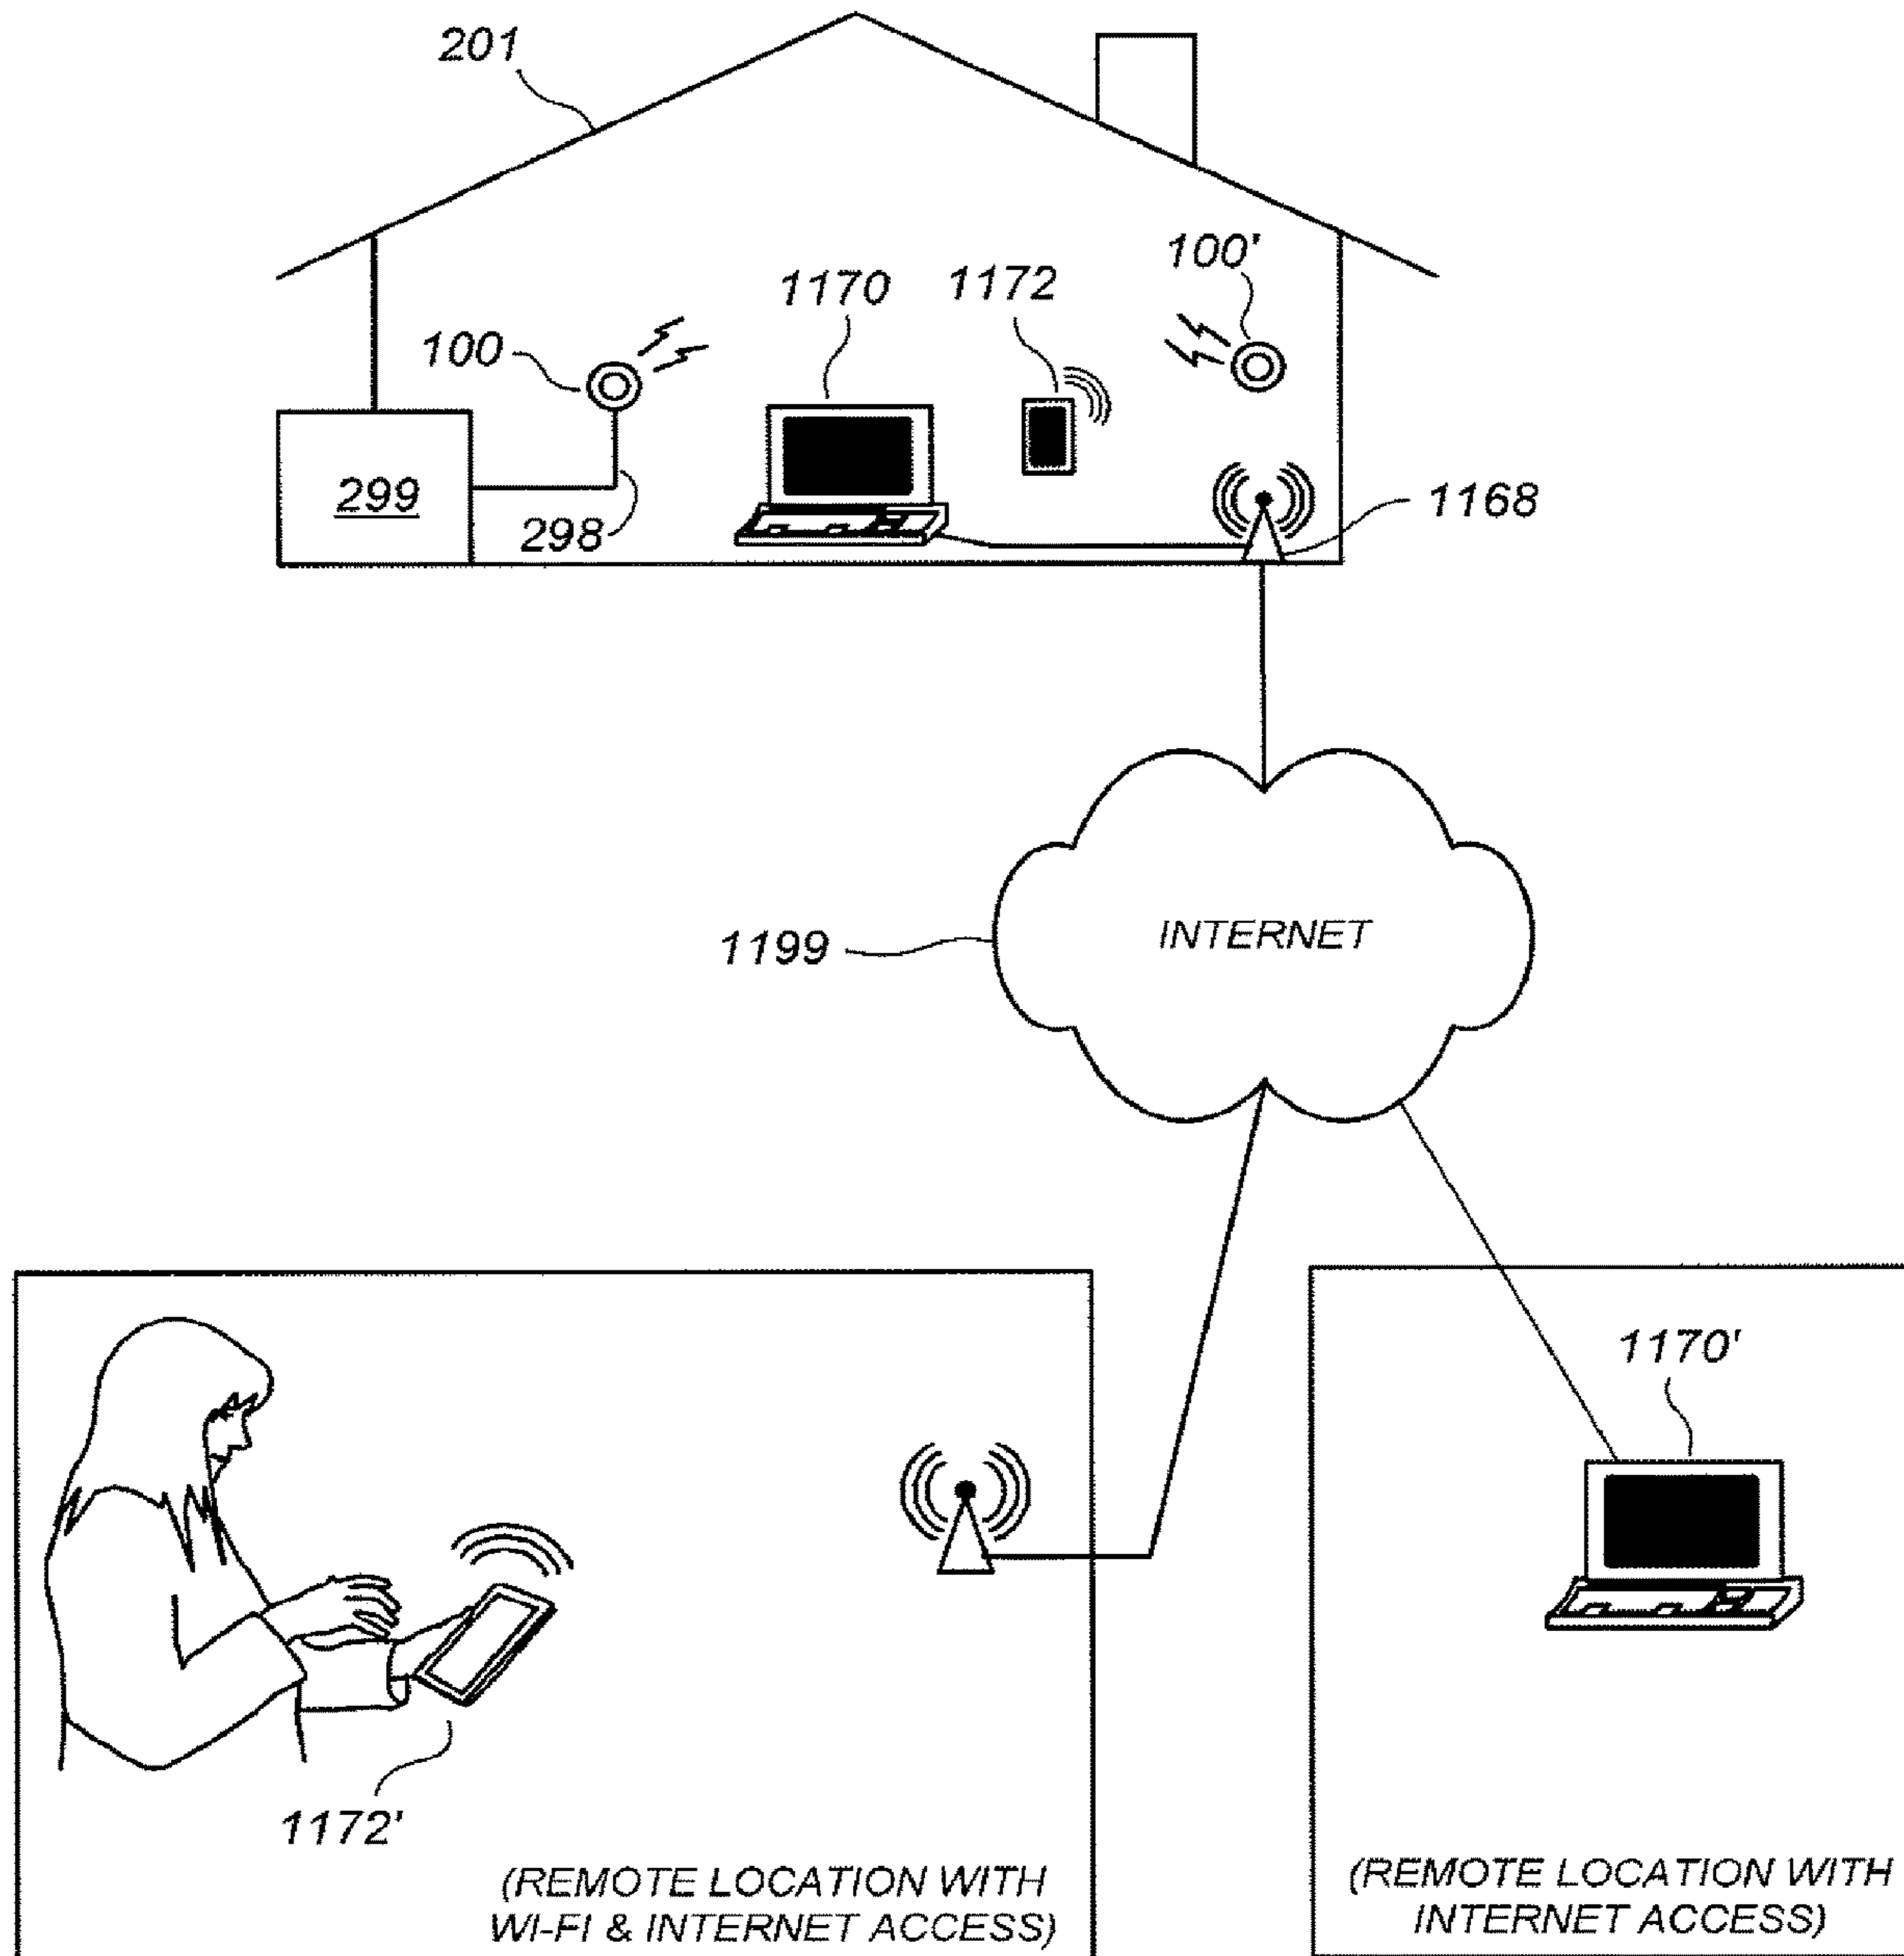 201
100'
1170
1172
100
299
298
1168
1199
INTERNET
1170'
1172'
(REMOTE LOCATION WITH
WI-FI & INTERNET ACCESS)
(REMOTE LOCATION WITH
INTERNET ACCESS)